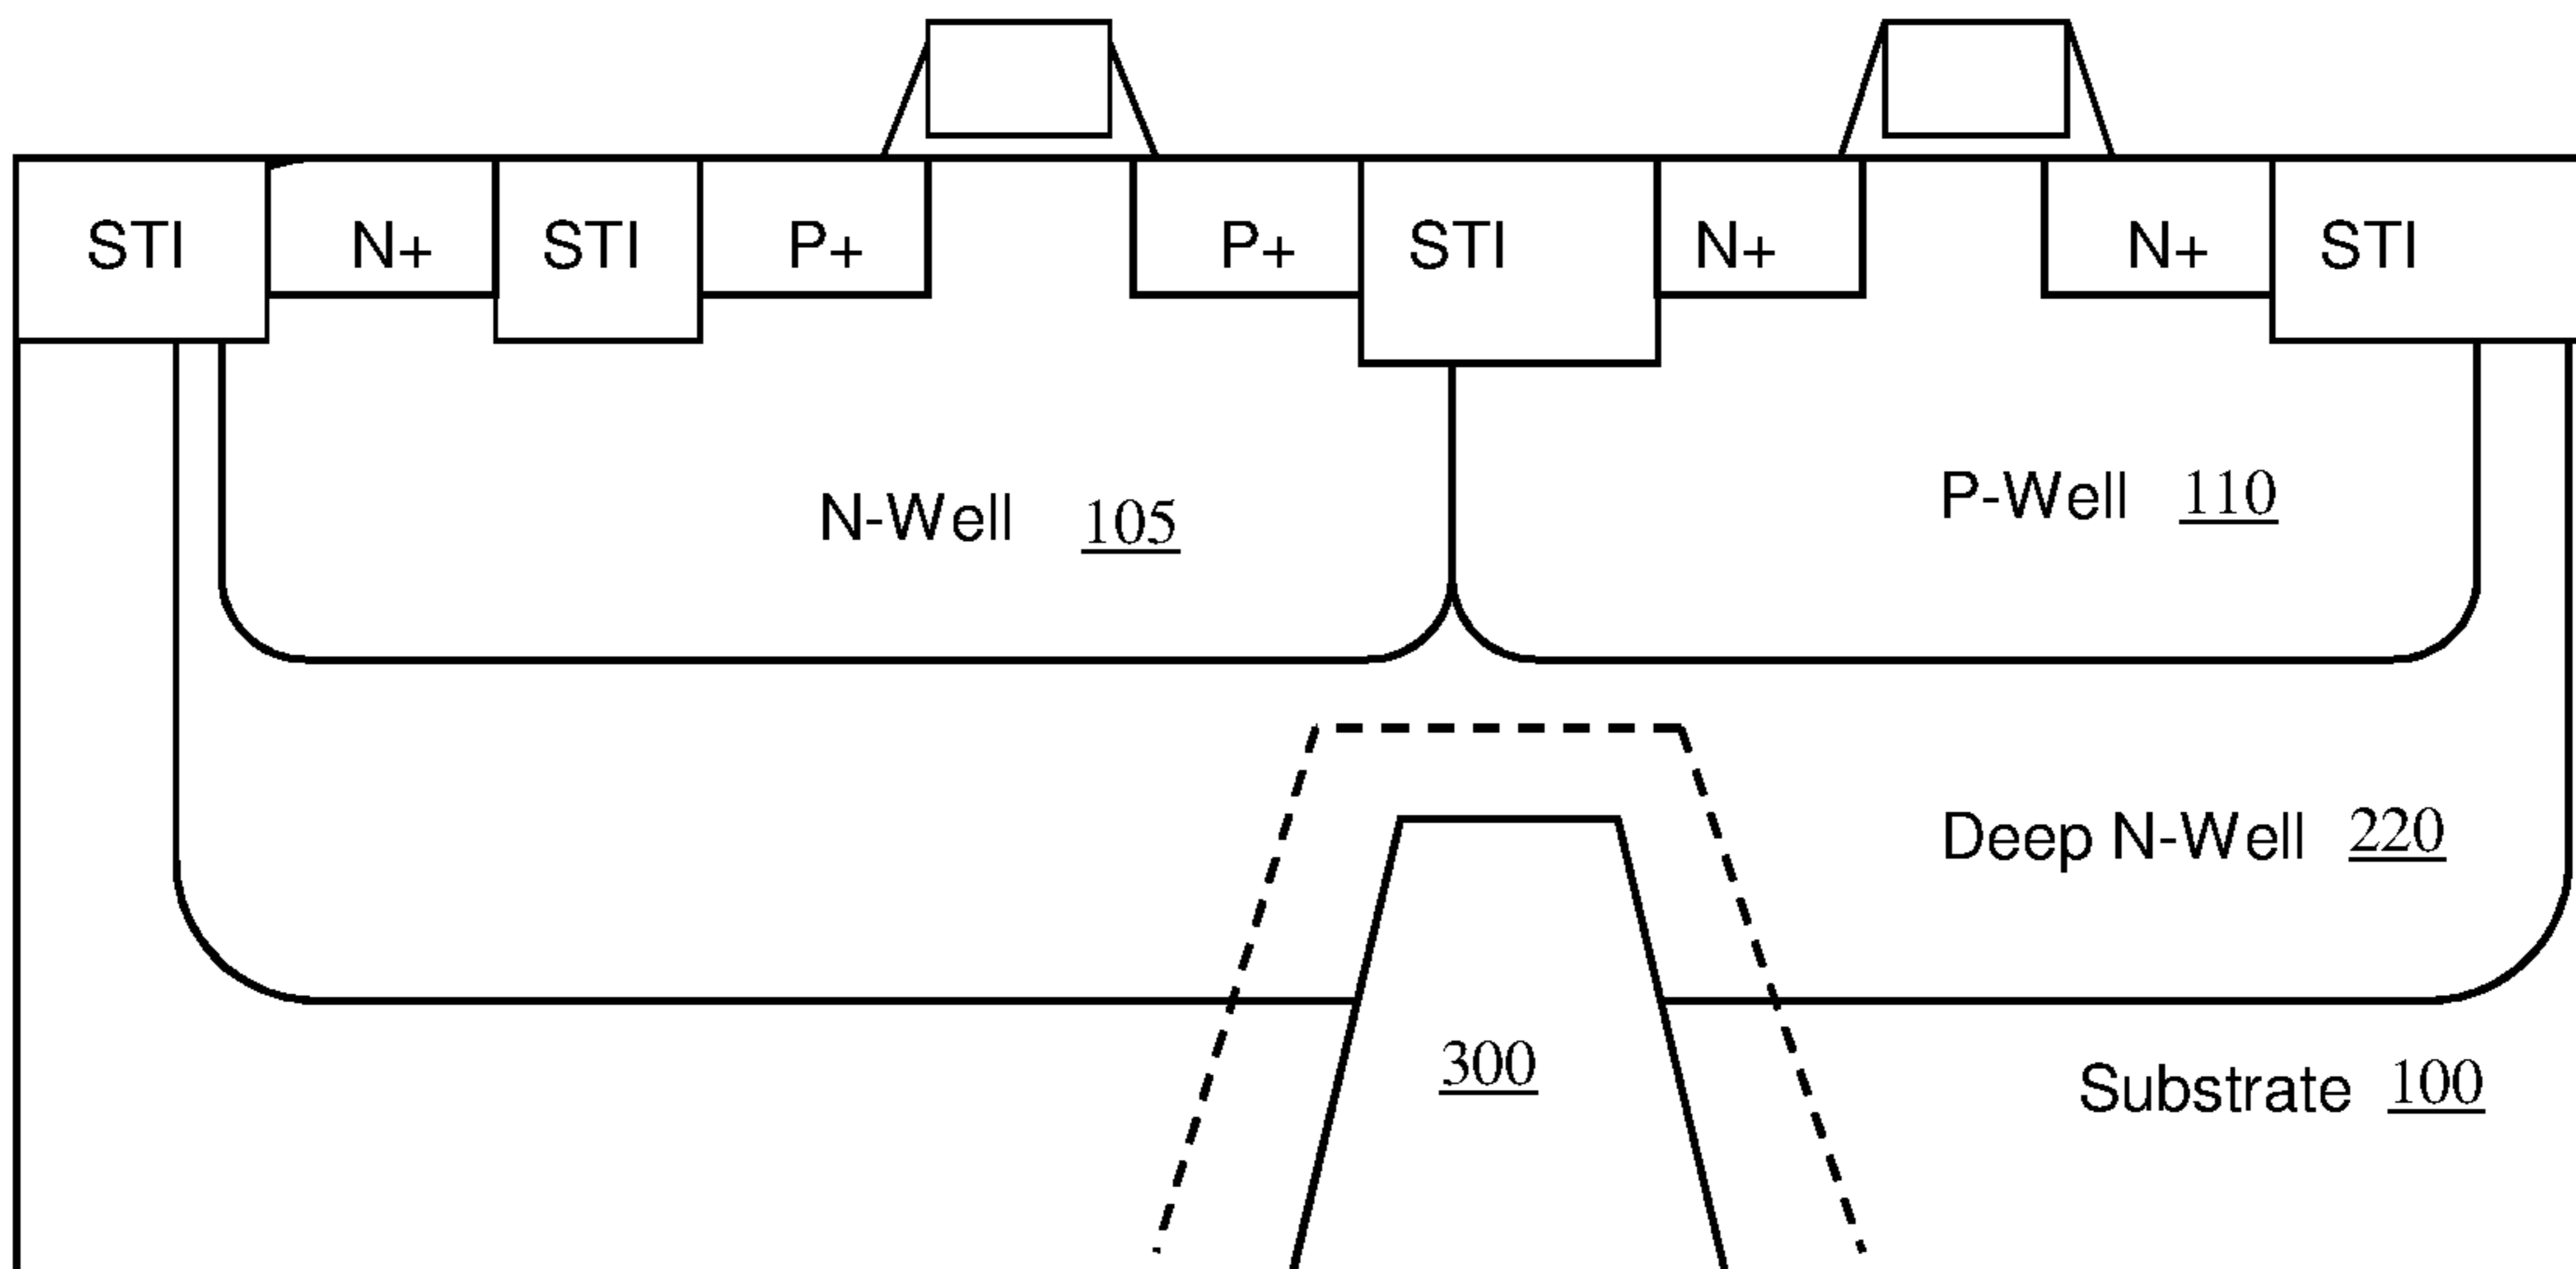 STI N+ STI P+ P+ STI N+ N+ STI
N-Well 105
P-Well 110
Deep N-Well 220
300
Substrate 100